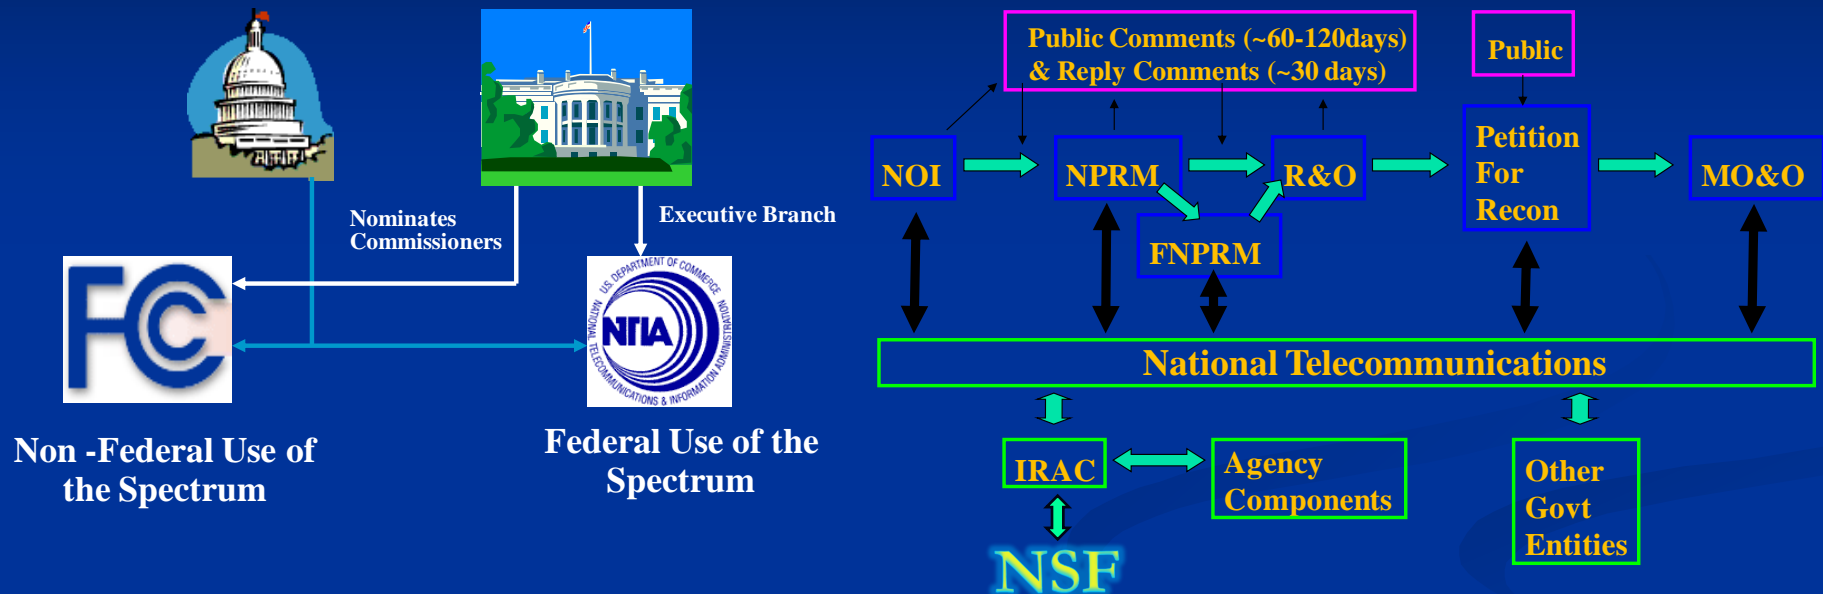 Nominates
Commissioners
Executive Branch
FCC
U.S. DEPARTMENT OF COMMERCE
NTIA
NATIONAL TELECOMMUNICATIONS & INFORMATION ADMINISTRATION
Non -Federal Use of
the Spectrum
Federal Use of the
Spectrum
Public Comments (~60-120days)
& Reply Comments (~30 days)
Public
NOI
NPRM
R&O
Petition
For
Recon
MO&O
FNPRM
National Telecommunications
IRAC
Agency
Components
Other
Govt
Entities
NSF